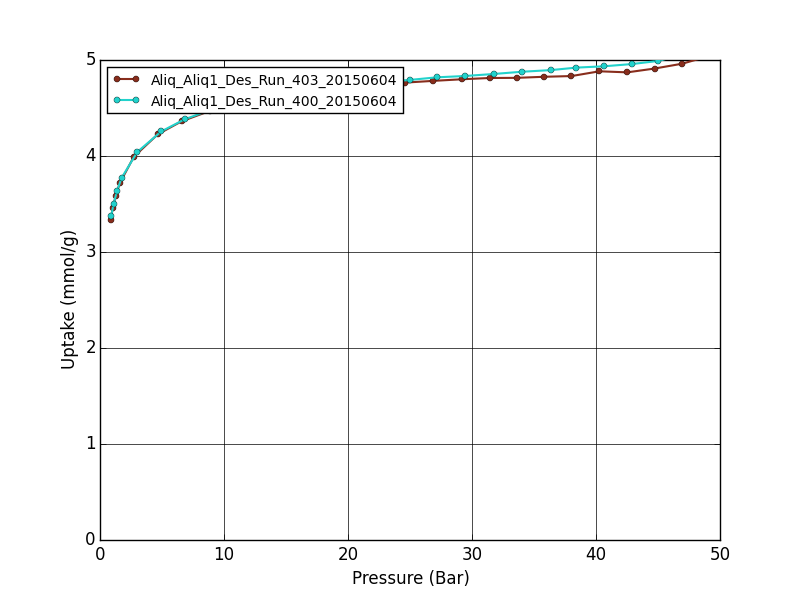 5
Aliq_Aliq1_Des_Run_403_20150604
Aliq_Aliq1_Des_Run_400_20150604
4
3
Uptake (mmol/g)
2
1
0
0 10 20 30 40 50
Pressure (Bar)